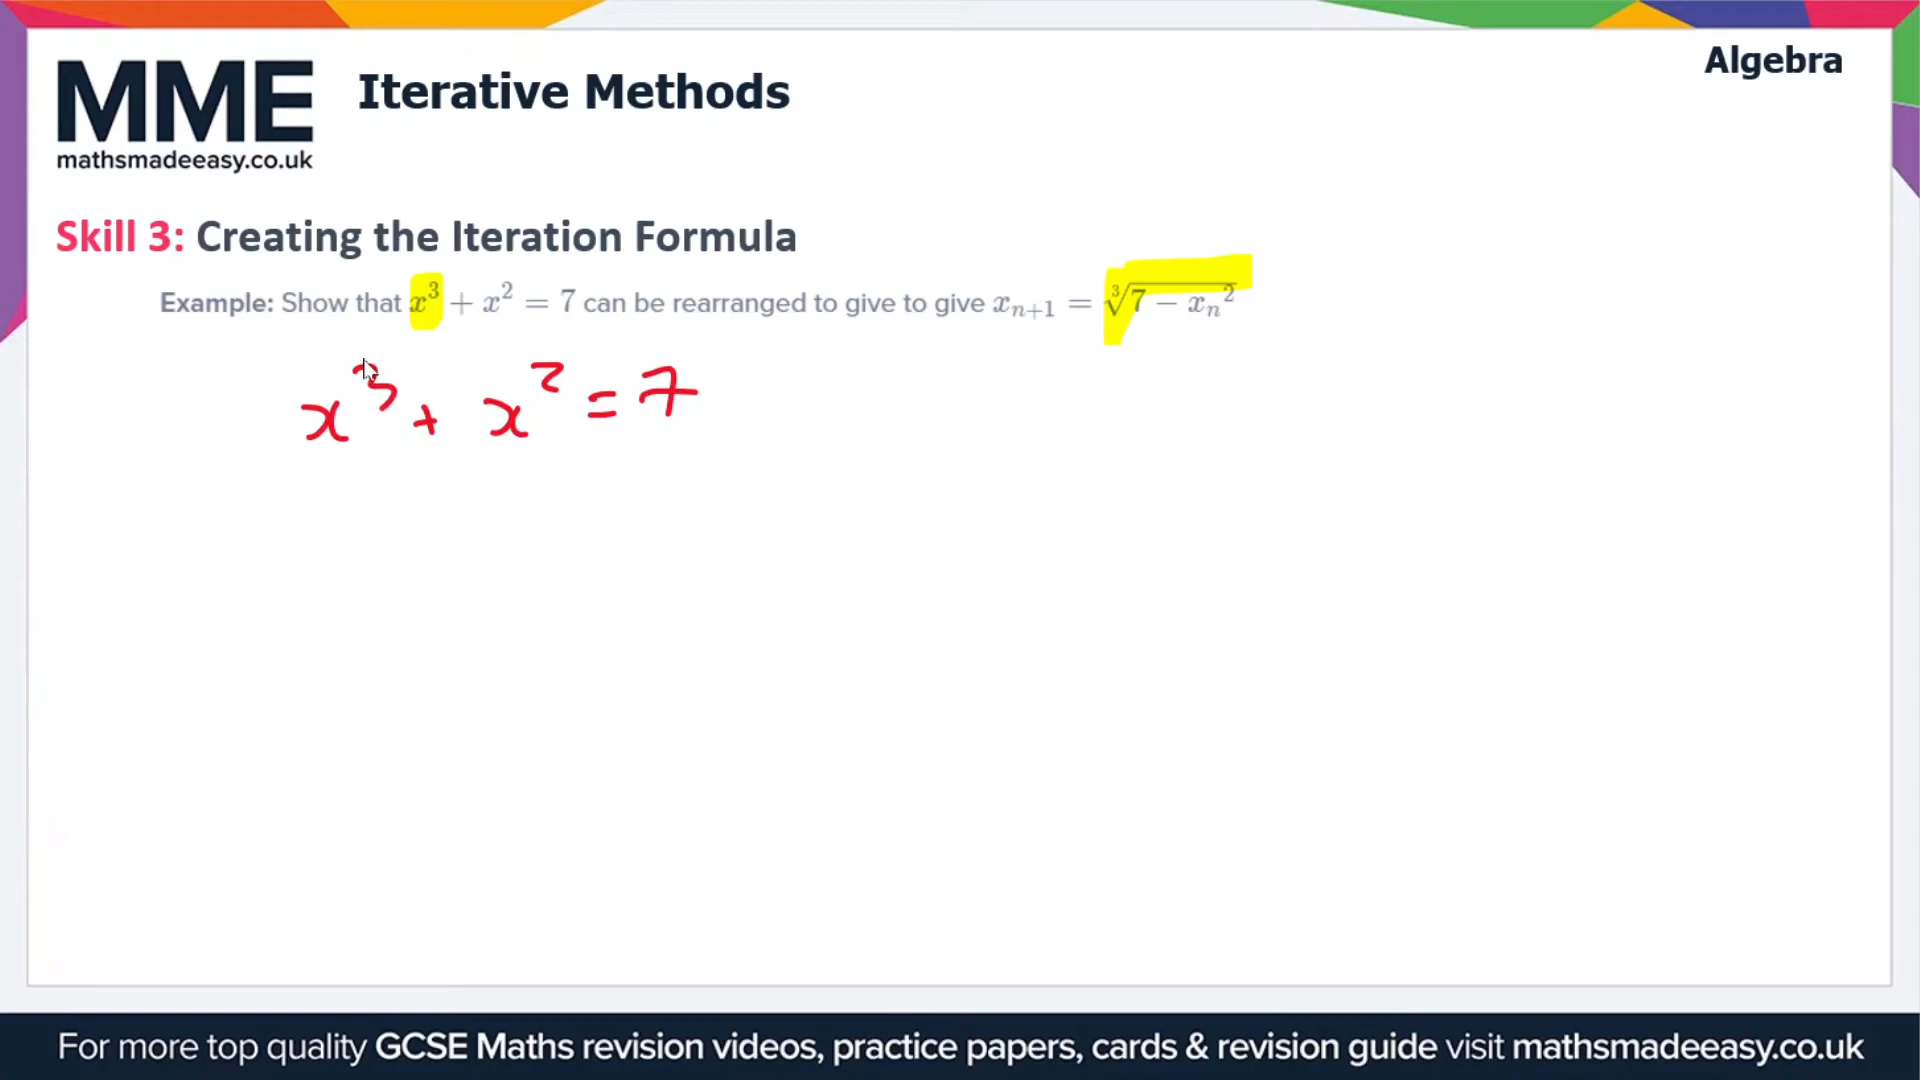 Algebra
MME
Iterative Methods
mathsmadeeasy.co.uk
Skill 3: Creating the Iteration Formula
Example: Show that x³ + x² = 7 can be rearranged to give to give xₙ₊₁ = ∛(7 − xₙ²)
x³ + x² = 7
For more top quality GCSE Maths revision videos, practice papers, cards & revision guide visit mathsmadeeasy.co.uk